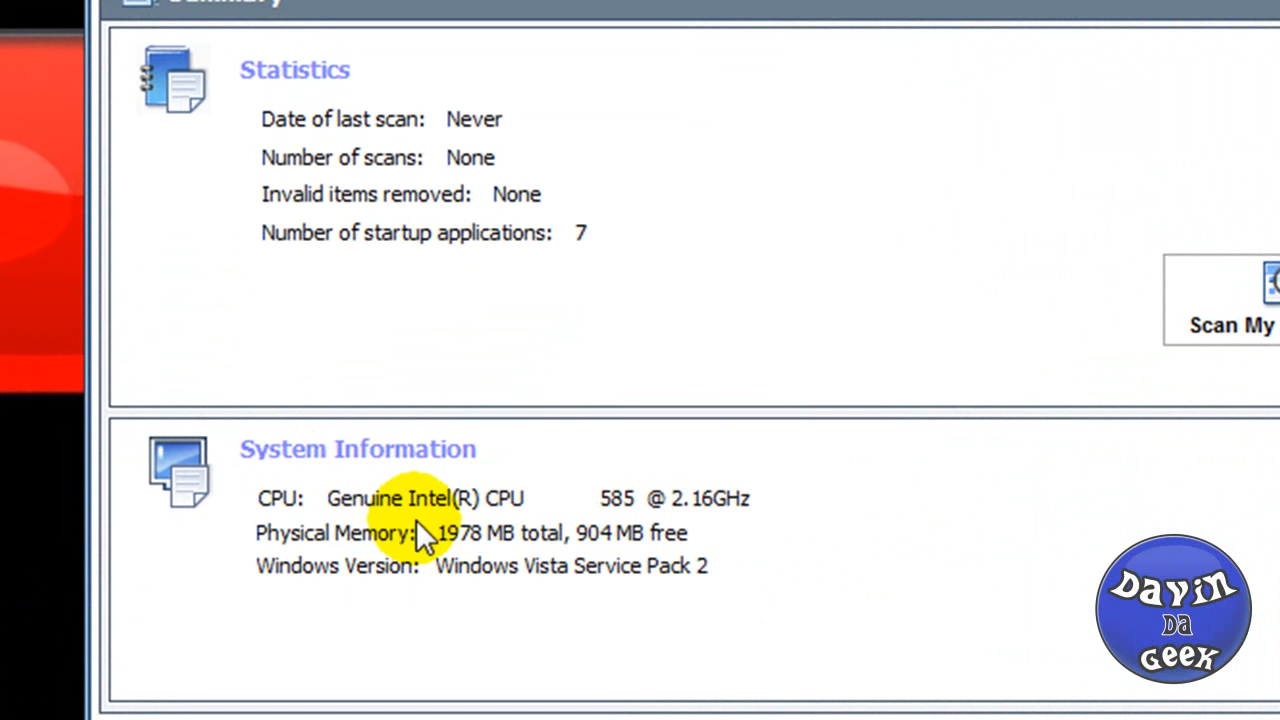 Summary
Statistics
Date of last scan: Never
Number of scans: None
Invalid items removed: None
Number of startup applications: 7
Scan My
System Information
CPU: Genuine Intel(R) CPU 585 @ 2.16GHz
Physical Memory: 1978 MB total, 904 MB free
Windows Version: Windows Vista Service Pack 2
Dayin
Da
Geek